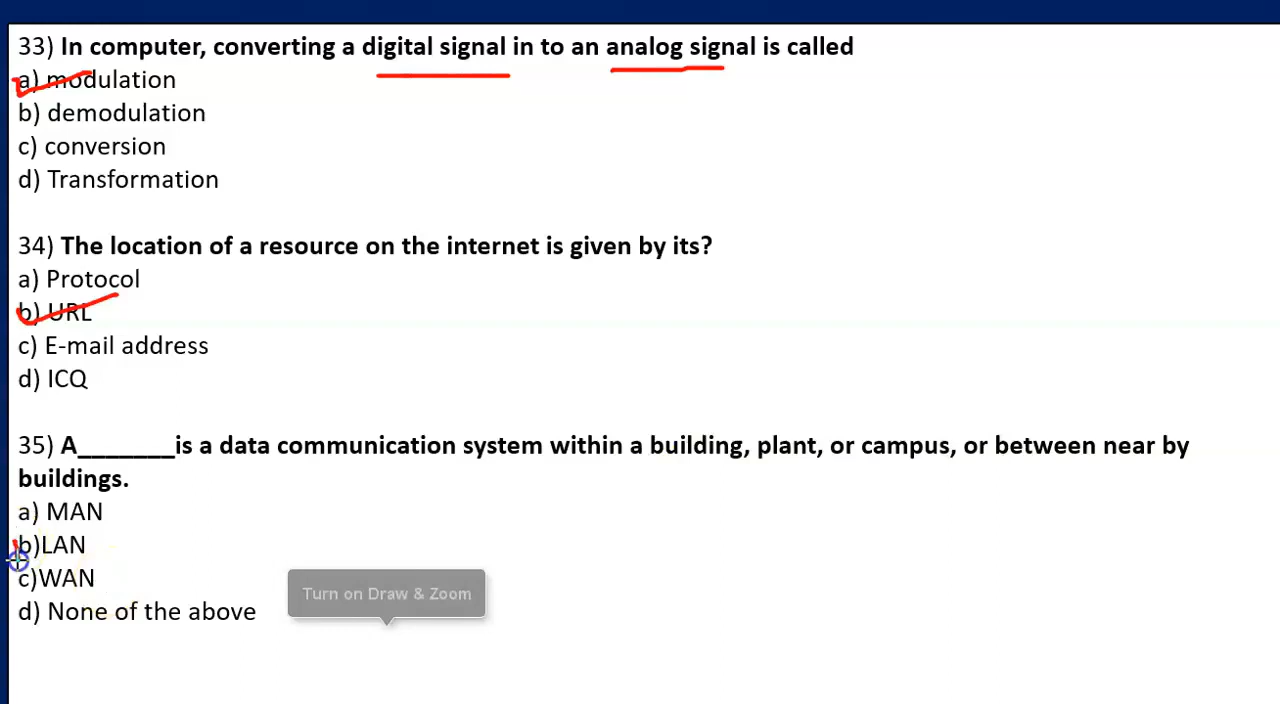 33) In computer, converting a digital signal in to an analog signal is called
a) modulation
b) demodulation
c) conversion
d) Transformation
34) The location of a resource on the internet is given by its?
a) Protocol
b) URL
c) E-mail address
d) ICQ
35) A_______is a data communication system within a building, plant, or campus, or between near by
buildings.
a) MAN
b)LAN
c)WAN
d) None of the above
Turn on Draw & Zoom